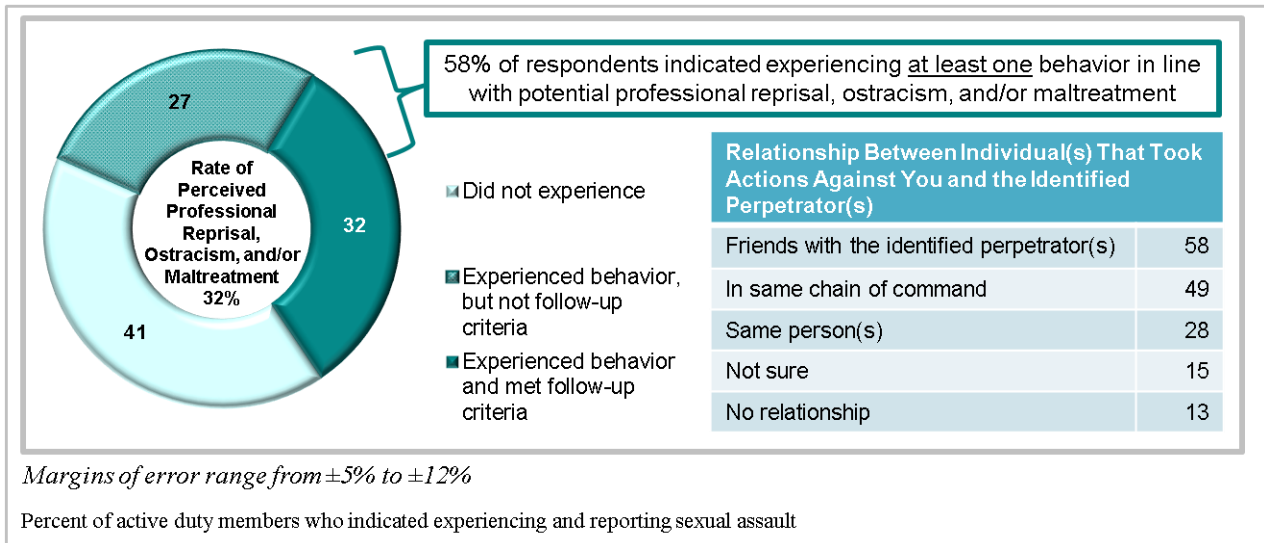 58% of respondents indicated experiencing at least one behavior in line
with potential professional reprisal, ostracism, and/or maltreatment
27
32
41
Rate of
Perceived
Professional
Reprisal,
Ostracism, and/or
Maltreatment
32%
Did not experience
Experienced behavior,
but not follow-up
criteria
Experienced behavior
and met follow-up
criteria
Relationship Between Individual(s) That Took
Actions Against You and the Identified
Perpetrator(s)
Friends with the identified perpetrator(s) 58
In same chain of command 49
Same person(s) 28
Not sure 15
No relationship 13
Margins of error range from ±5% to ±12%
Percent of active duty members who indicated experiencing and reporting sexual assault